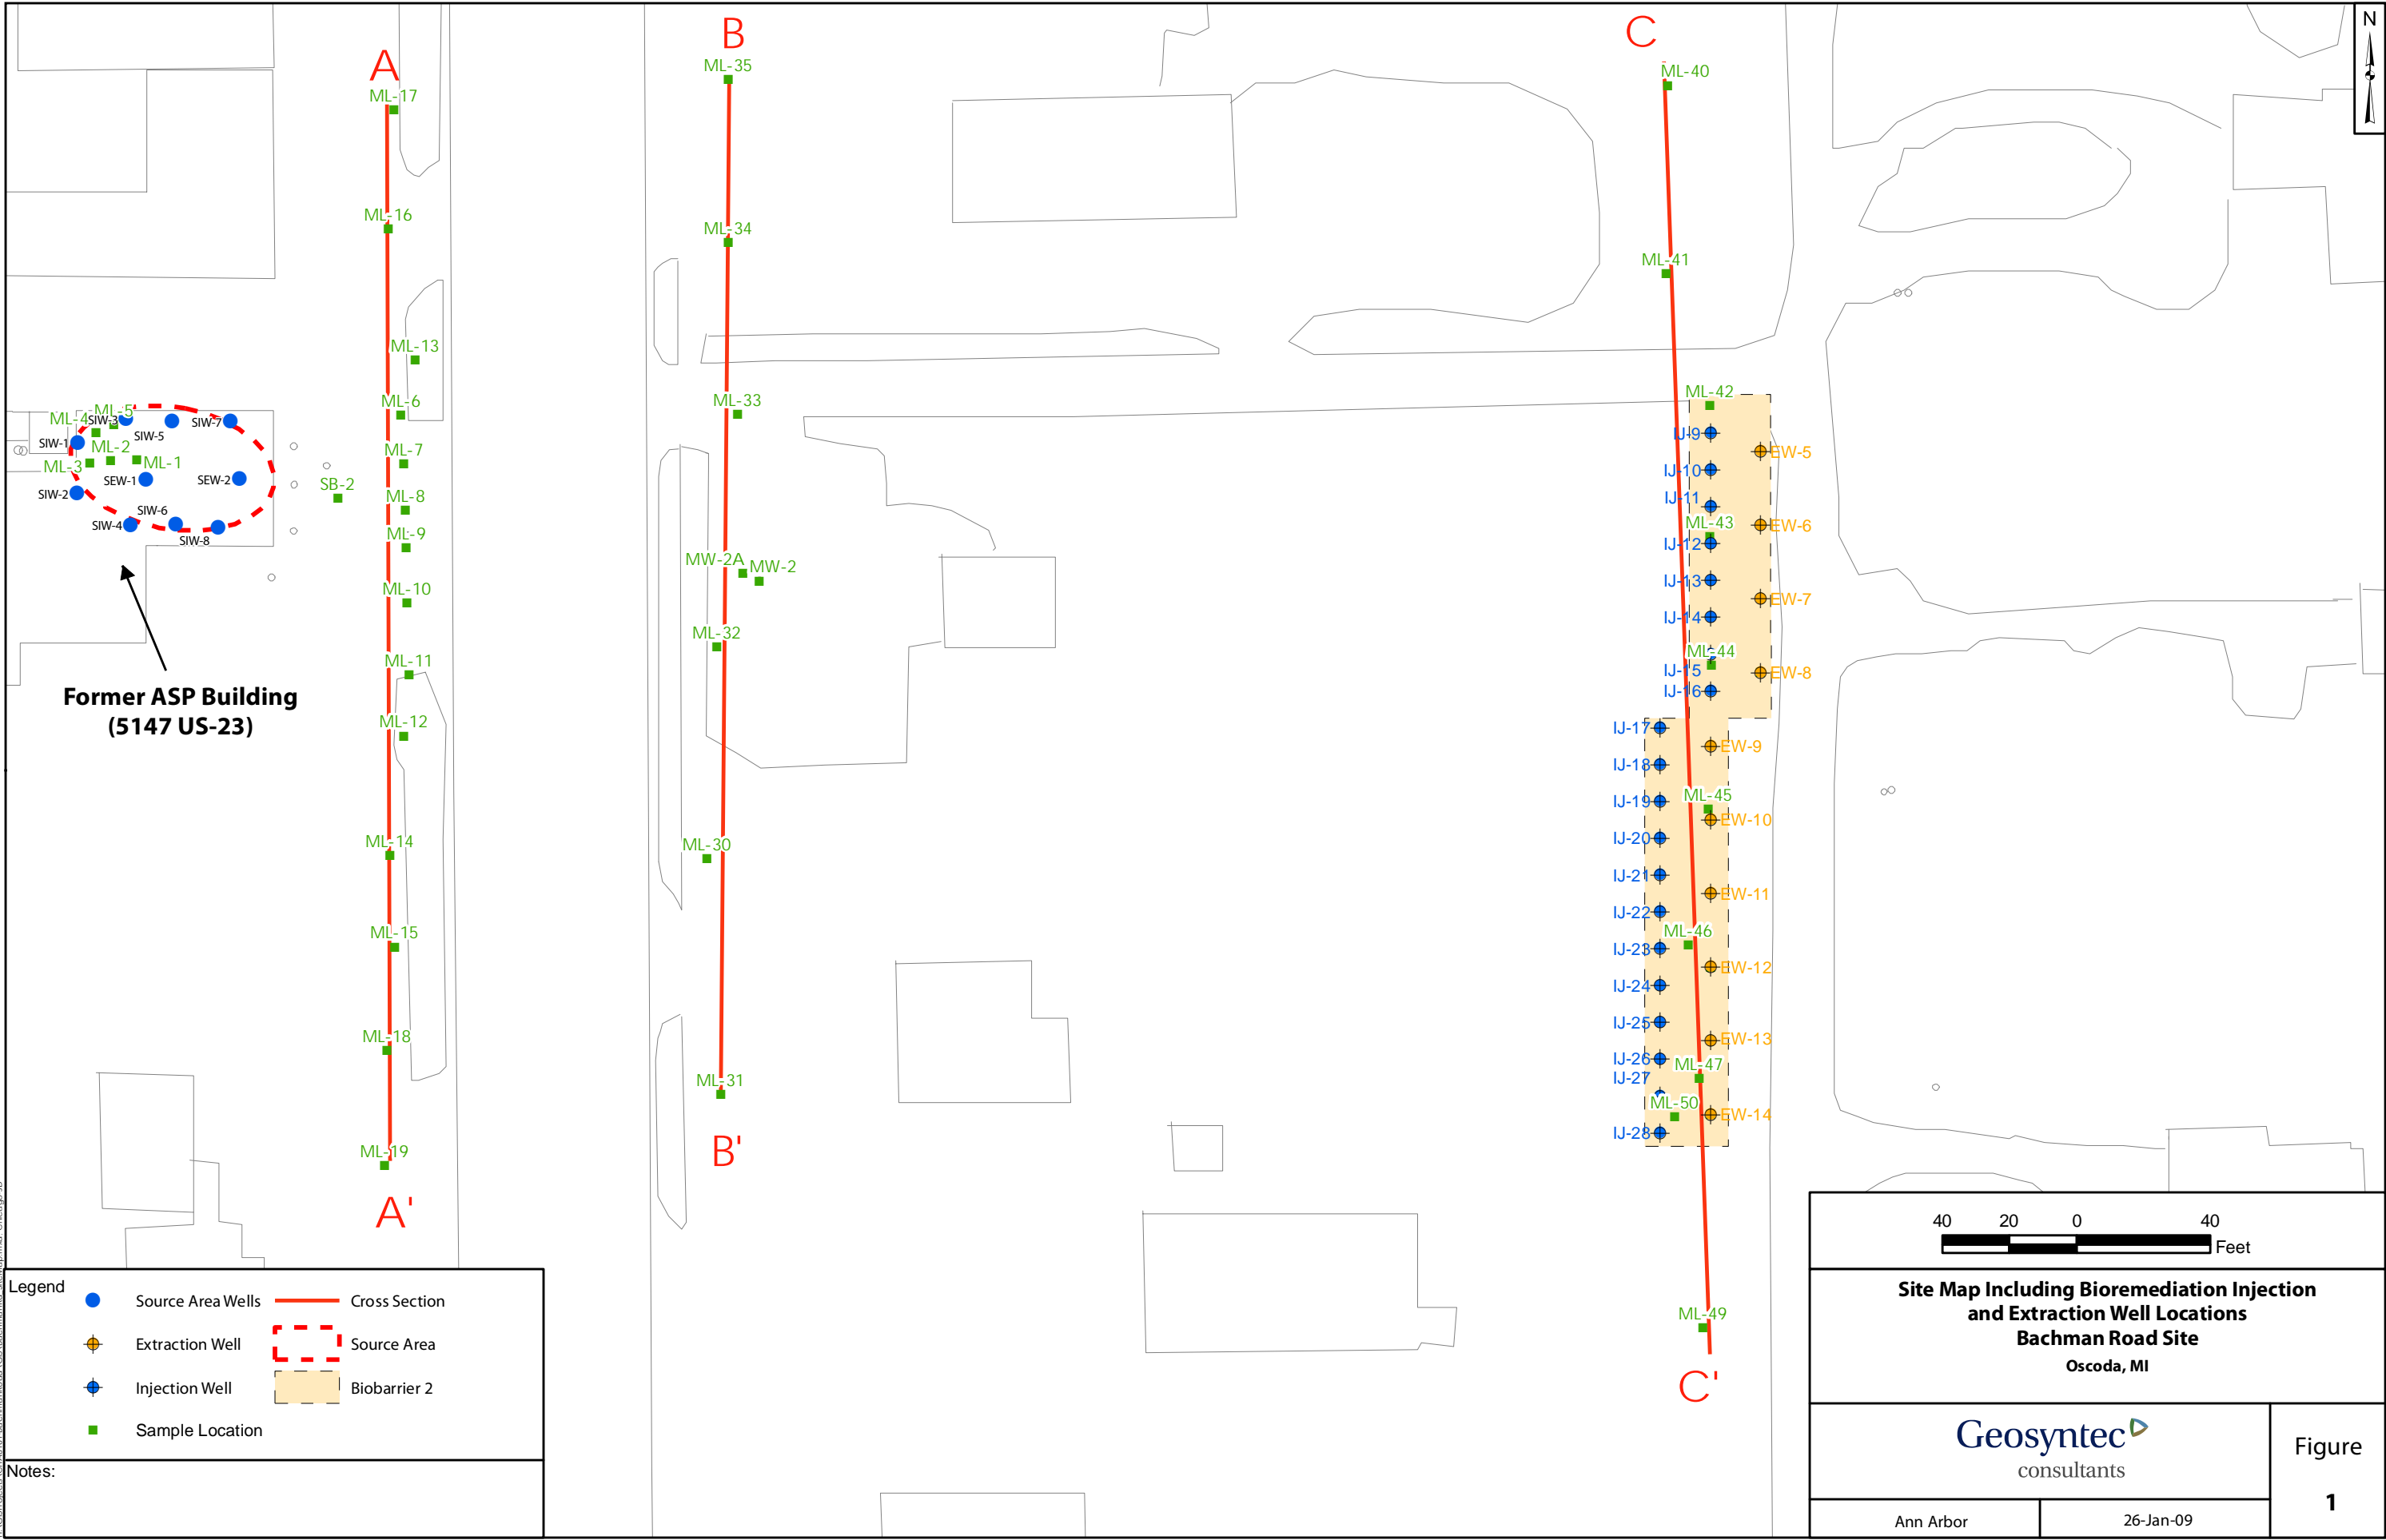 N
A
B
C
ML-17
ML-35
ML-40
ML-16
ML-34
ML-41
ML-13
ML-6
ML-33
ML-42
ML-5
ML-4
SIW-3
SIW-5
SIW-7
SIW-1
ML-2
ML-3
ML-1
SEW-1
SEW-2
SIW-2
SIW-6
SIW-4
SIW-8
SB-2
ML-7
ML-8
ML-9
ML-10
ML-11
ML-12
ML-14
ML-15
ML-18
ML-19
A'
MW-2A
MW-2
ML-32
ML-30
ML-31
B'
IJ-9
EW-5
IJ-10
IJ-11
ML-43
EW-6
IJ-12
IJ-13
EW-7
IJ-14
ML-44
IJ-15
EW-8
IJ-16
IJ-17
EW-9
IJ-18
ML-45
IJ-19
EW-10
IJ-20
IJ-21
EW-11
IJ-22
ML-46
IJ-23
EW-12
IJ-24
IJ-25
EW-13
IJ-26
ML-47
IJ-27
ML-50
EW-14
IJ-28
ML-49
C'
Former ASP Building
(5147 US-23)
Legend
Source Area Wells
Cross Section
Extraction Well
Source Area
Injection Well
Biobarrier 2
Sample Location
Notes:
40 20 0 40
Feet
Site Map Including Bioremediation Injection
and Extraction Well Locations
Bachman Road Site
Oscoda, MI
Geosyntec
consultants
Figure
1
Ann Arbor
26-Jan-09